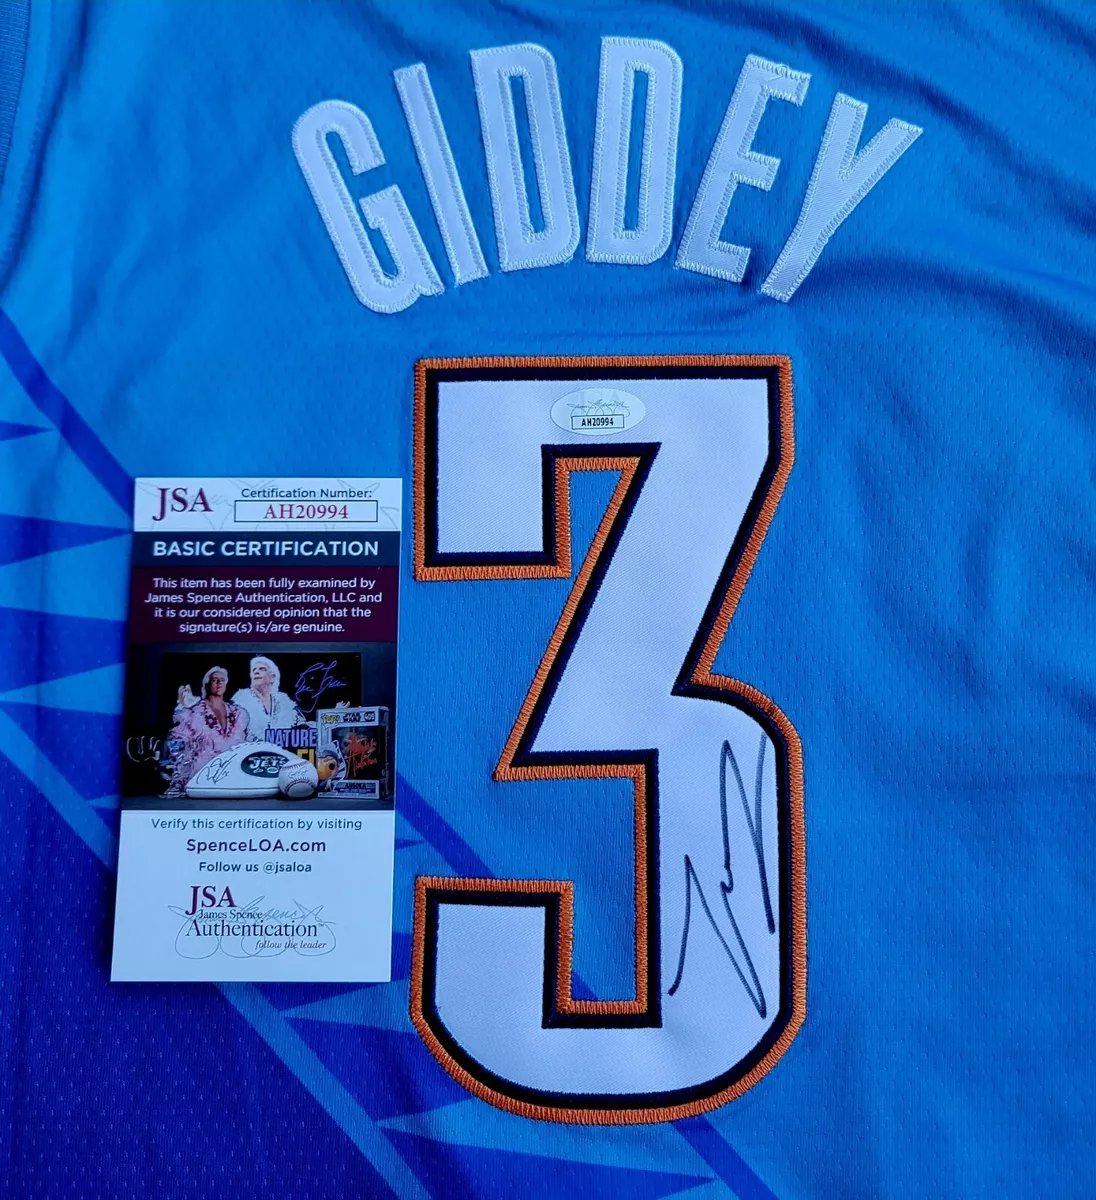 GIDDEY
3
AH20994
JSA
Certification Number:
AH20994
BASIC CERTIFICATION
This item has been fully examined by
James Spence Authentication, LLC and
it is our considered opinion that the
signature(s) is/are genuine.
NATURE
JETS
Verify this certification by visiting
SpenceLOA.com
Follow us @jsaloa
JSA
James Spence
Authentication
follow the leader